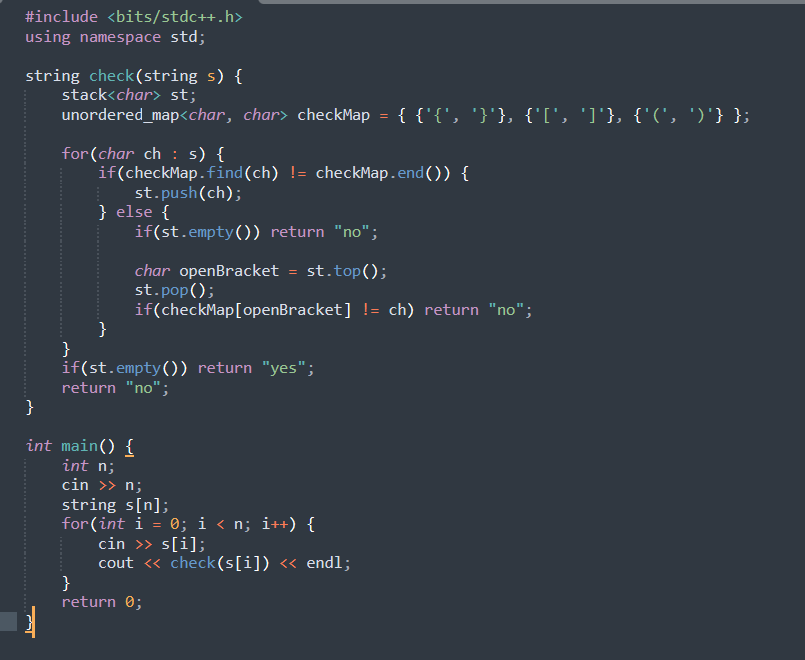 #include <bits/stdc++.h>
using namespace std;

string check(string s) {
    stack<char> st;
    unordered_map<char, char> checkMap = { {'{', '}'}, {'[', ']'}, {'(', ')'} };

    for(char ch : s) {
        if(checkMap.find(ch) != checkMap.end()) {
            st.push(ch);
        } else {
            if(st.empty()) return "no";

            char openBracket = st.top();
            st.pop();
            if(checkMap[openBracket] != ch) return "no";
        }
    }
    if(st.empty()) return "yes";
    return "no";
}

int main() {
    int n;
    cin >> n;
    string s[n];
    for(int i = 0; i < n; i++) {
        cin >> s[i];
        cout << check(s[i]) << endl;
    }
    return 0;
}